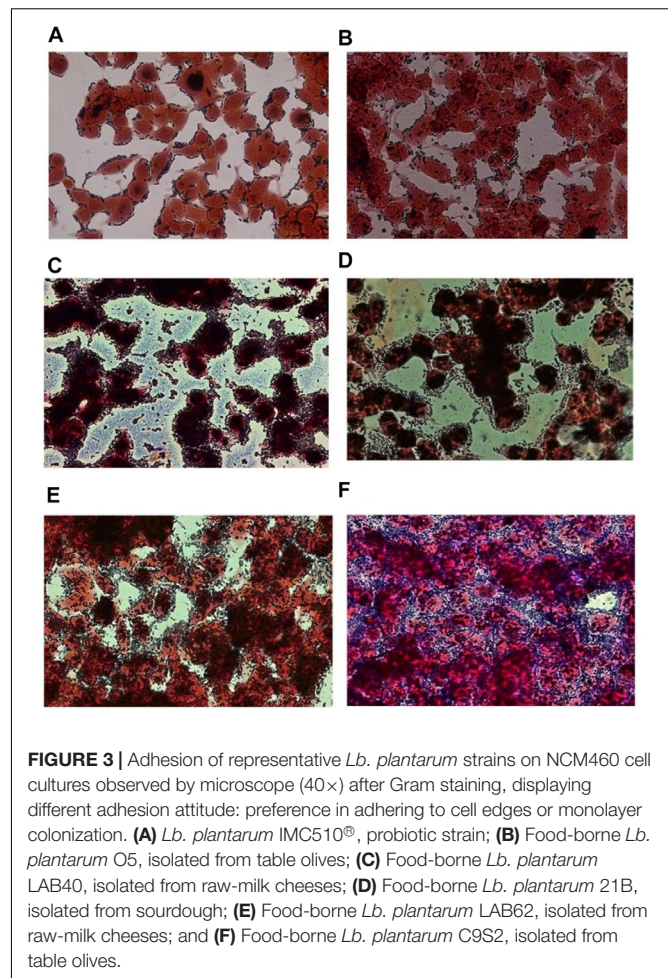 A
B
C
D
E
F
FIGURE 3 | Adhesion of representative Lb. plantarum strains on NCM460 cell
cultures observed by microscope (40×) after Gram staining, displaying
different adhesion attitude: preference in adhering to cell edges or monolayer
colonization. (A) Lb. plantarum IMC510®, probiotic strain; (B) Food-borne Lb.
plantarum O5, isolated from table olives; (C) Food-borne Lb. plantarum
LAB40, isolated from raw-milk cheeses; (D) Food-borne Lb. plantarum 21B,
isolated from sourdough; (E) Food-borne Lb. plantarum LAB62, isolated from
raw-milk cheeses; and (F) Food-borne Lb. plantarum C9S2, isolated from
table olives.